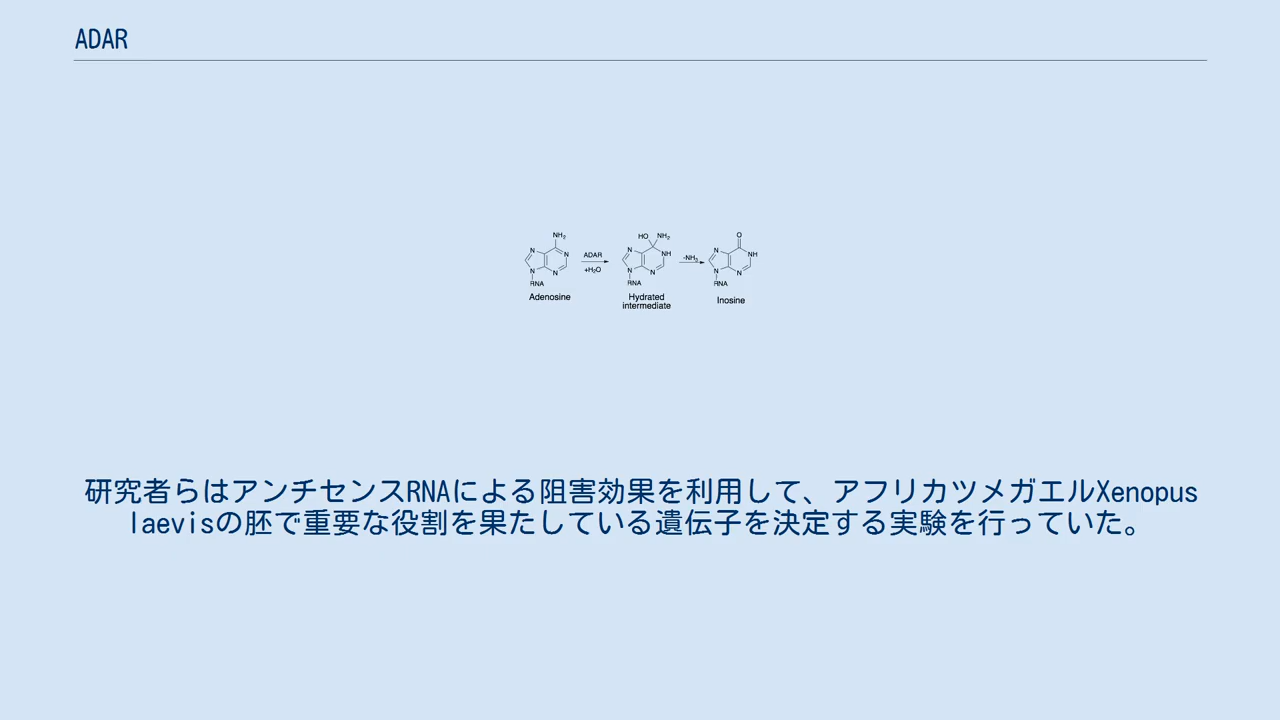 ADAR
NH₂
N
N
N
N
RNA
Adenosine
ADAR
+H₂O
HO NH₂
N
NH
N
N
RNA
Hydrated
intermediate
-NH₃
O
N
NH
N
N
RNA
Inosine
研究者らはアンチセンスRNAによる阻害効果を利用して、アフリカツメガエルXenopus
laevisの胚で重要な役割を果たしている遺伝子を決定する実験を行っていた。